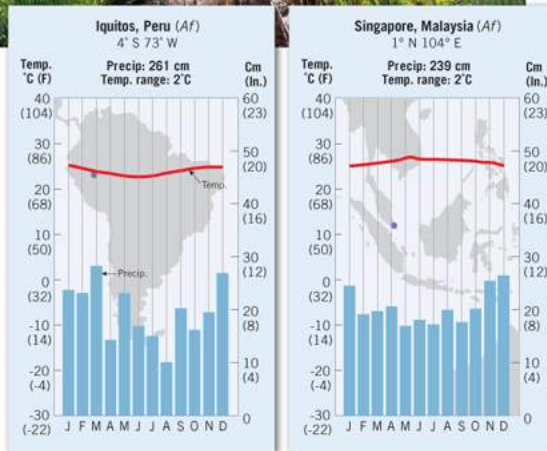 Iquitos, Peru (Af)
4° S 73° W
Temp.
°C (F)
Precip: 261 cm
Temp. range: 2°C
Cm
(In.)
40
(104)
30
(86)
20
(68)
10
(50)
0
(32)
-10
(14)
-20
(-4)
-30
(-22)
60
(23)
50
(20)
40
(16)
30
(12)
20
(8)
10
(4)
0
Temp.
Precip.
J F M A M J J A S O N D
Singapore, Malaysia (Af)
1° N 104° E
Temp.
°C (F)
Precip: 239 cm
Temp. range: 2°C
Cm
(In.)
40
(104)
30
(86)
20
(68)
10
(50)
0
(32)
-10
(14)
-20
(-4)
-30
(-22)
60
(23)
50
(20)
40
(16)
30
(12)
20
(8)
10
(4)
0
J F M A M J J A S O N D